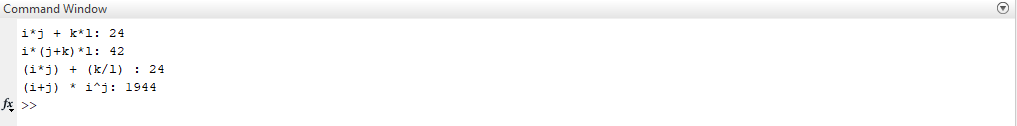 Command Window
i*j + k*l: 24
i*(j+k)*l: 42
(i*j) + (k/l) : 24
(i+j) * i^j: 1944
fx >>